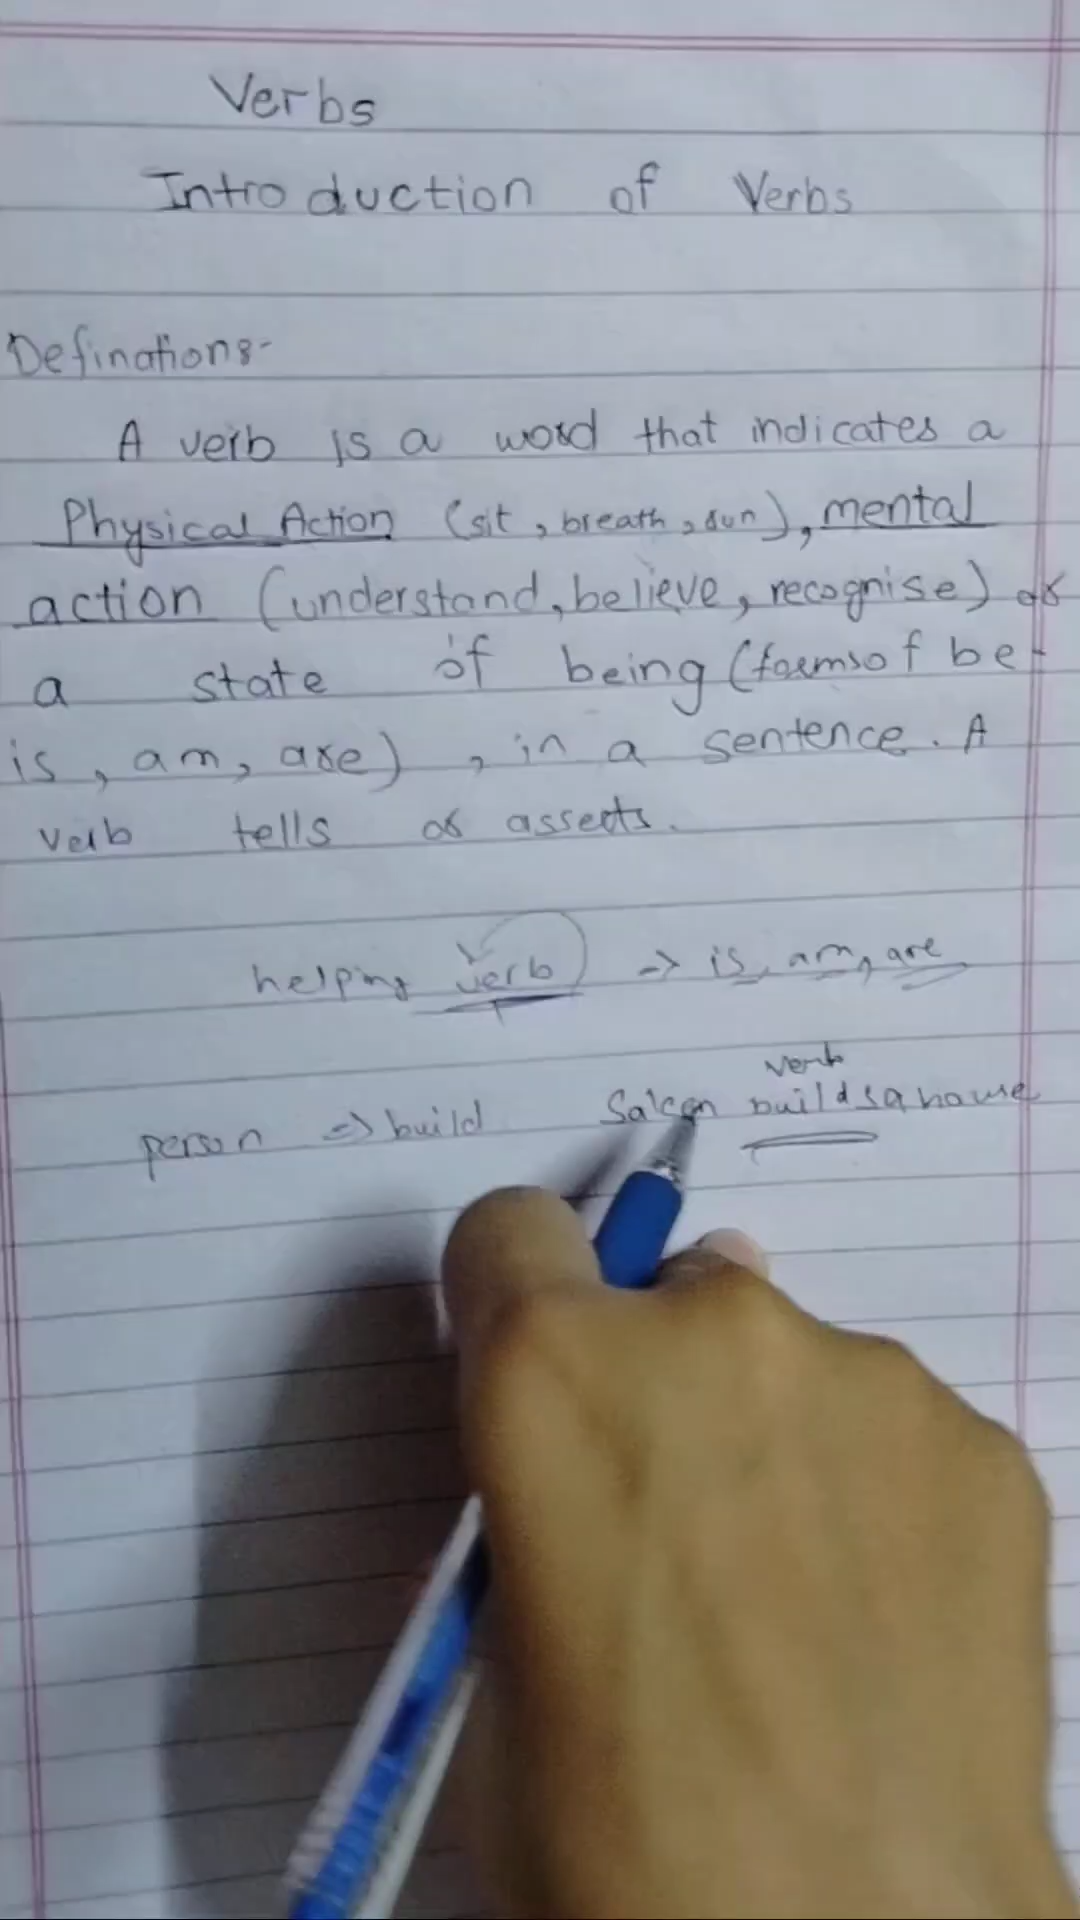 Verbs
Introduction of Verbs
Definations-
A verb is a word that indicates a
Physical Action (sit, breath, run), mental
action (understand, believe, recognise) or
a state of being (forms of be-
is, am, are) , in a sentence. A
verb tells or asserts.
helping verb → is, am, are
verb
person => build builds a house